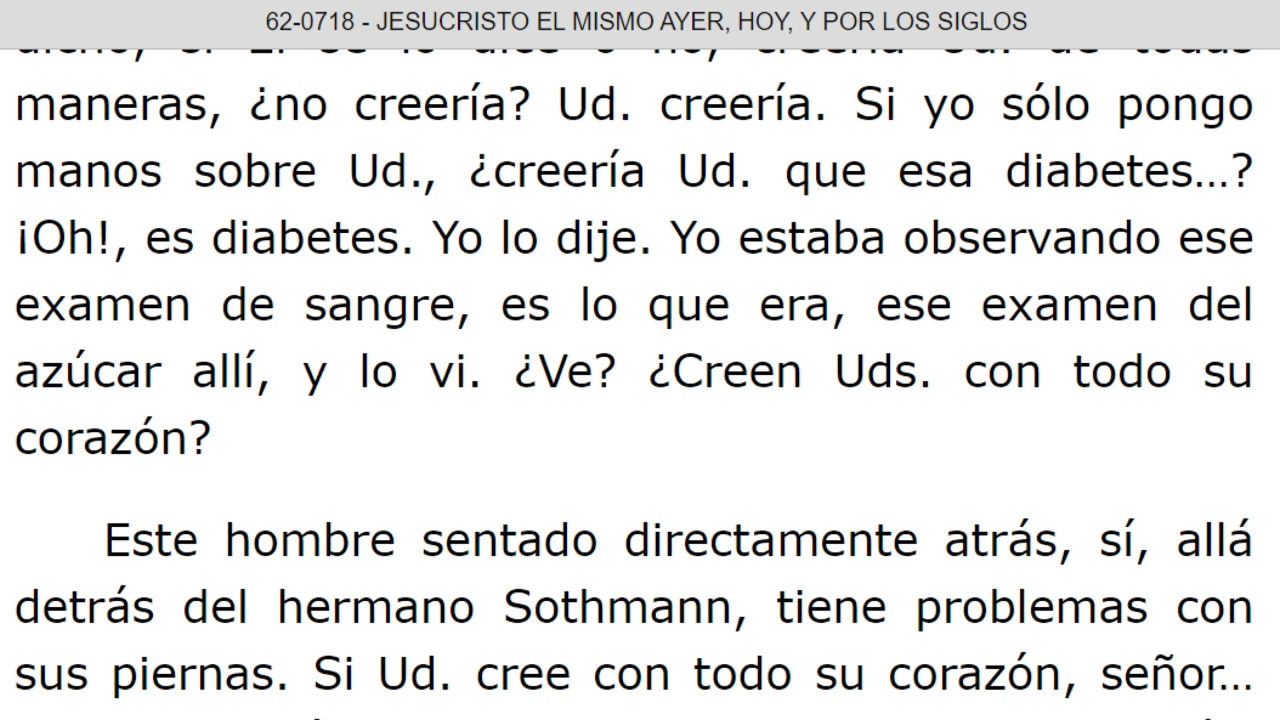 62-0718 - JESUCRISTO EL MISMO AYER, HOY, Y POR LOS SIGLOS
maneras, ¿no creería? Ud. creería. Si yo sólo pongo
manos sobre Ud., ¿creería Ud. que esa diabetes...?
¡Oh!, es diabetes. Yo lo dije. Yo estaba observando ese
examen de sangre, es lo que era, ese examen del
azúcar allí, y lo vi. ¿Ve? ¿Creen Uds. con todo su
corazón?
Este hombre sentado directamente atrás, sí, allá
detrás del hermano Sothmann, tiene problemas con
sus piernas. Si Ud. cree con todo su corazón, señor...